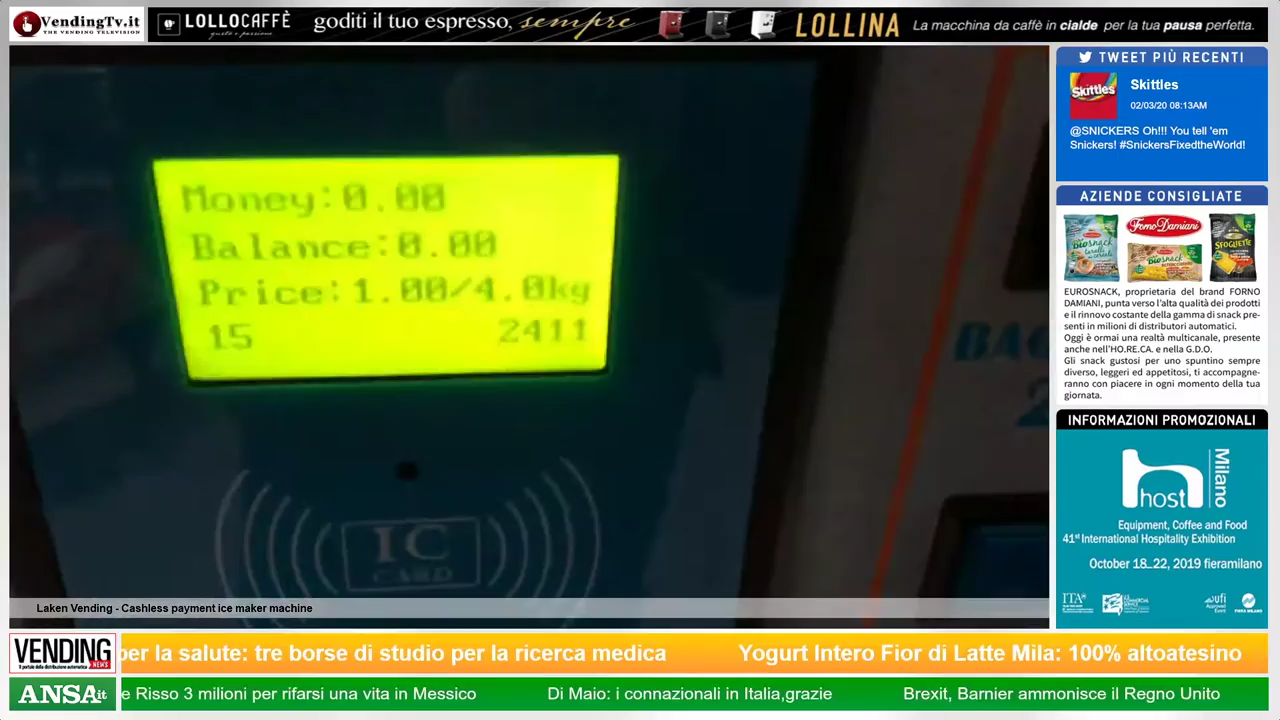 VendingTv.it
THE VENDING TELEVISION
LOLLOCAFFÈ
gusto e passione
goditi il tuo espresso, sempre
LOLLINA
La macchina da caffè in cialde per la tua pausa perfetta.
Money:0.00
Balance:0.00
Price:1.00 4.0kg
15 2411
IC
CARD
Laken Vending - Cashless payment ice maker machine
TWEET PIÙ RECENTI
Skittles
Skittles
02/03/20 08:13AM
@SNICKERS Oh!!! You tell 'em
Snickers! #SnickersFixedtheWorld!
AZIENDE CONSIGLIATE
Forno Damiani
Biosnack
Biosnack
SFOGLIETTE
EUROSNACK, proprietaria del brand FORNO
DAMIANI, punta verso l'alta qualità dei prodotti
e il rinnovo costante della gamma di snack pre-
senti in milioni di distributori automatici.
Oggi è ormai una realtà multicanale, presente
anche nell'HO.RE.CA. e nella G.D.O.
Gli snack gustosi per uno spuntino sempre
diverso, leggeri ed appetitosi, ti accompagne-
ranno con piacere in ogni momento della tua
giornata.
INFORMAZIONI PROMOZIONALI
host
Milano
Equipment, Coffee and Food
41st International Hospitality Exhibition
October 18_22, 2019 fieramilano
VENDING NEWS
Il portale della distribuzione automatica
per la salute: tre borse di studio per la ricerca medica
Yogurt Intero Fior di Latte Mila: 100% altoatesino
ANSA.it
e Risso 3 milioni per rifarsi una vita in Messico
Di Maio: i connazionali in Italia,grazie
Brexit, Barnier ammonisce il Regno Unito